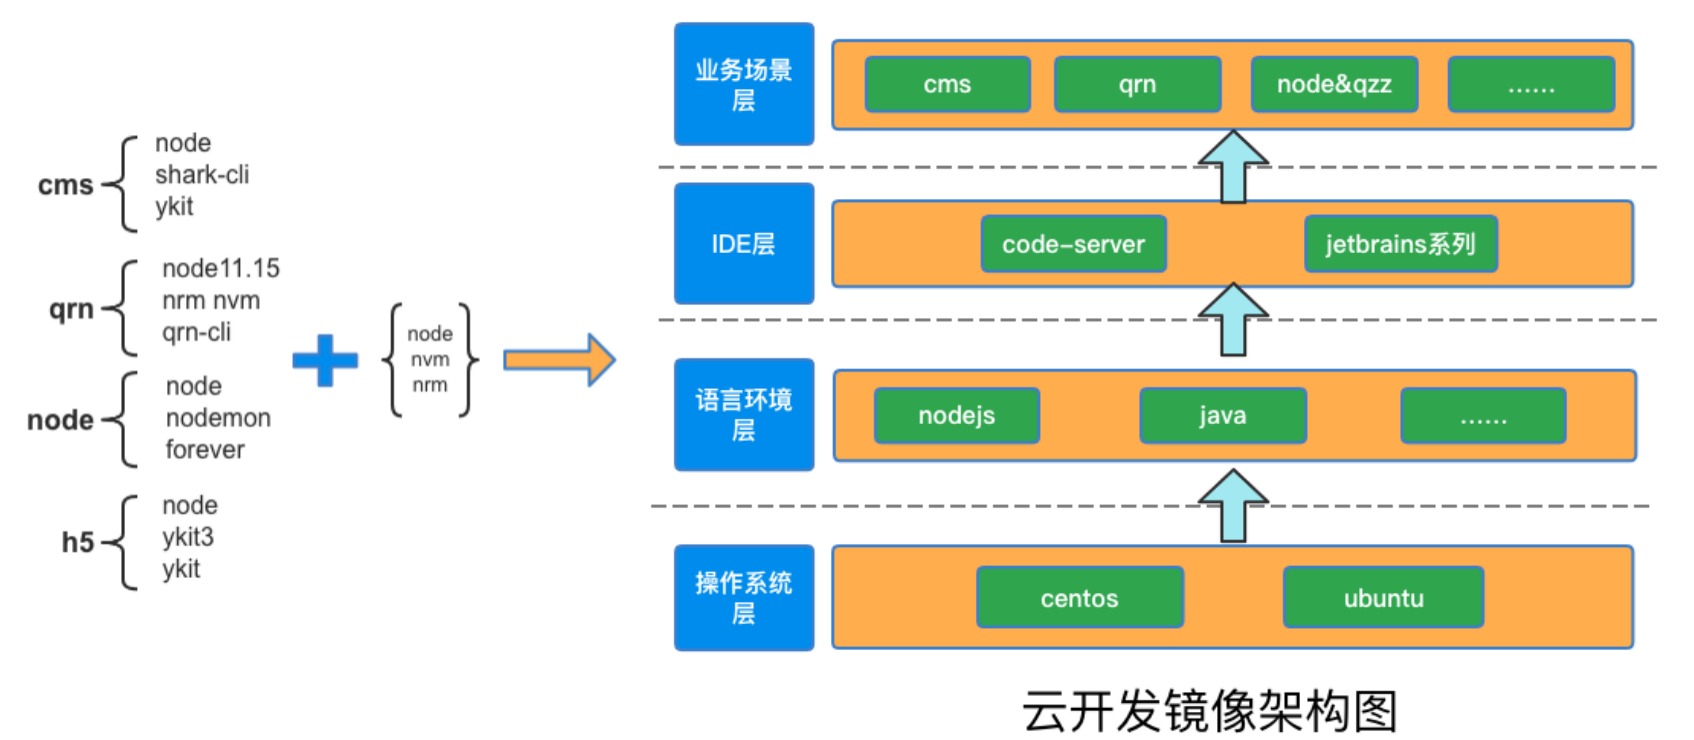 cms
node
shark-cli
ykit
qrn
node11.15
nrm nvm
qrn-cli
node
node
nodemon
forever
h5
node
ykit3
ykit
node
nvm
nrm
业务场景
层
cms
qrn
node&qzz
......
IDE层
code-server
jetbrains系列
语言环境
层
nodejs
java
......
操作系统
层
centos
ubuntu
云开发镜像架构图